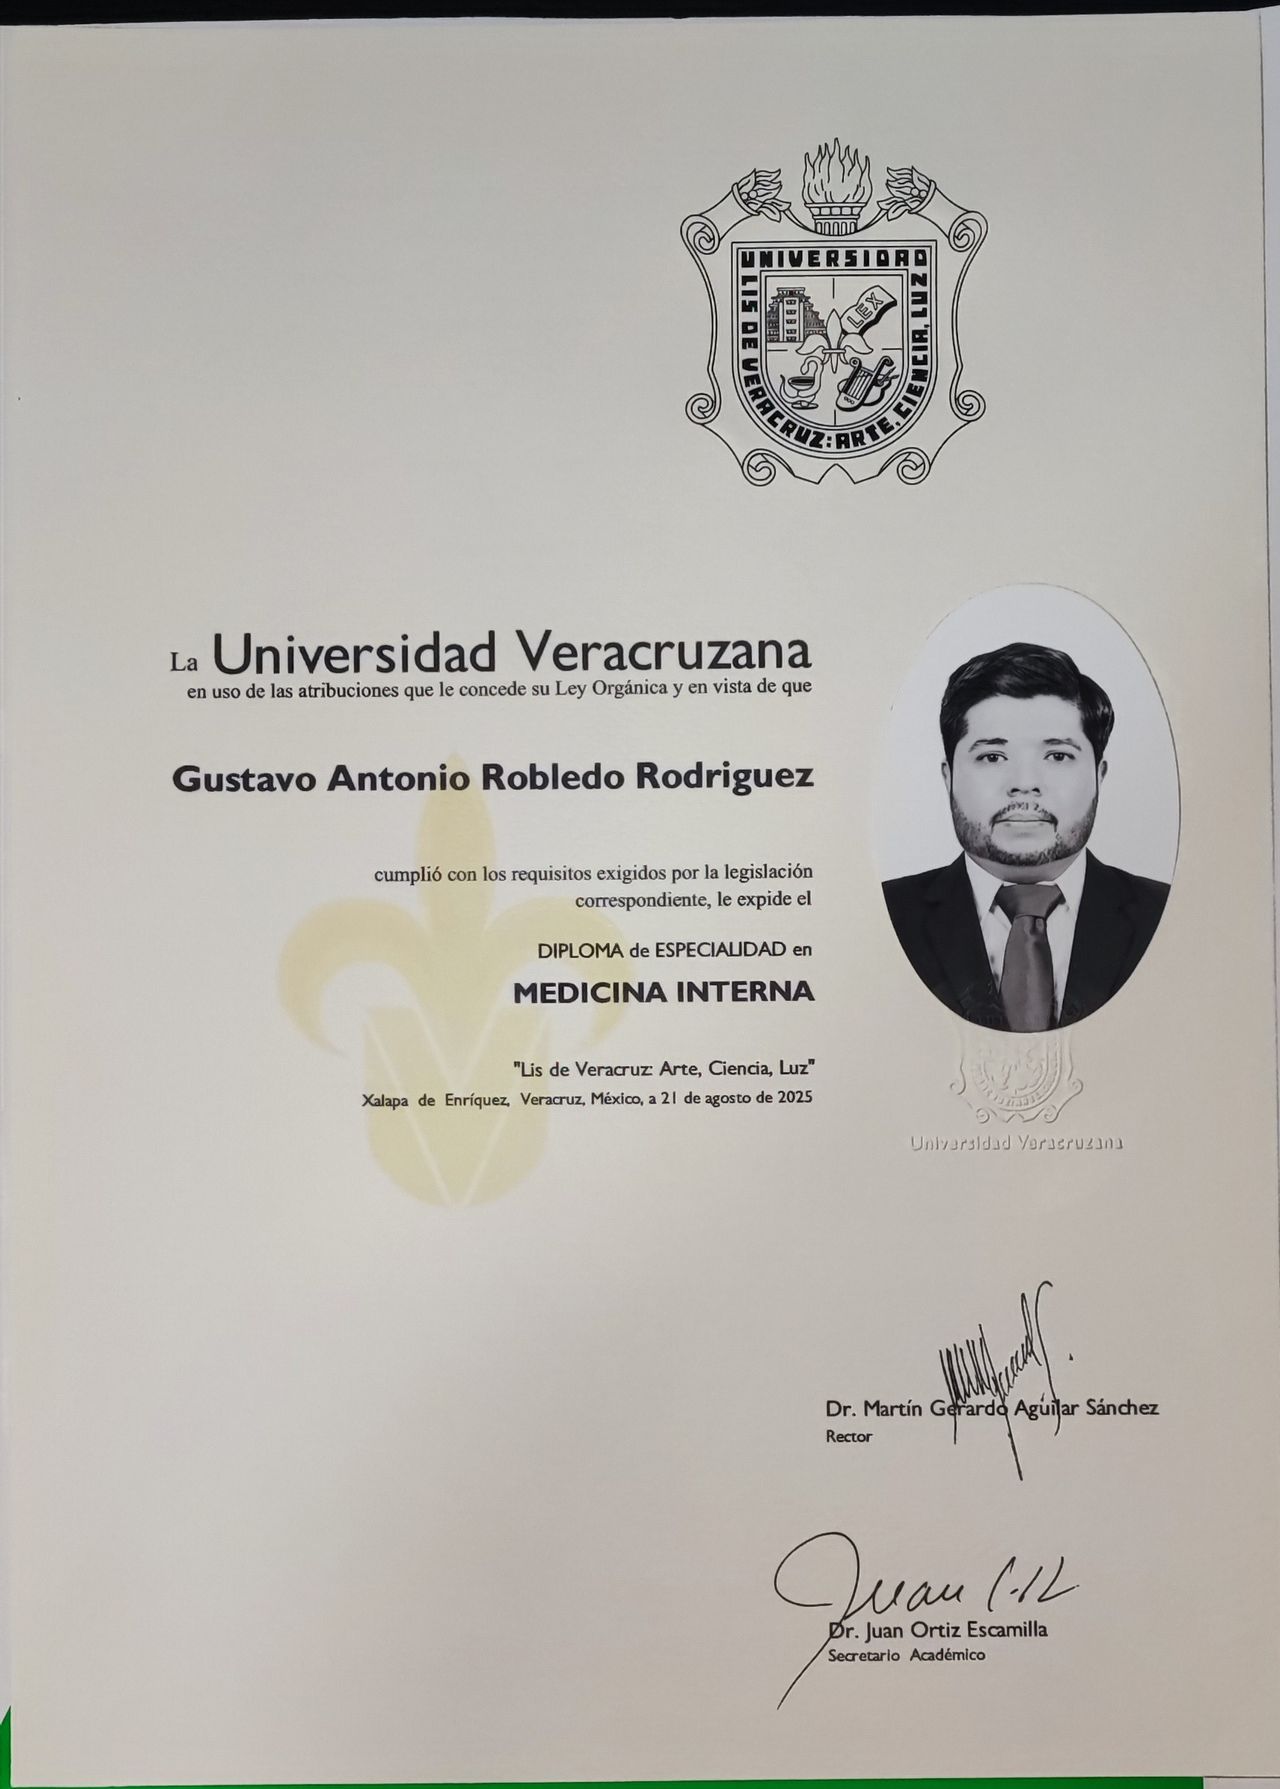 UNIVERSIDAD
LIS DE VERACRUZ: ARTE, CIENCIA, LUZ
LEX
La Universidad Veracruzana
en uso de las atribuciones que le concede su Ley Orgánica y en vista de que
Gustavo Antonio Robledo Rodriguez
cumplió con los requisitos exigidos por la legislación
correspondiente, le expide el
DIPLOMA de ESPECIALIDAD en
MEDICINA INTERNA
"Lis de Veracruz: Arte, Ciencia, Luz"
Xalapa de Enríquez, Veracruz, México, a 21 de agosto de 2025
Universidad Veracruzana
Dr. Martín Gerardo Aguilar Sánchez
Rector
Juan
Dr. Juan Ortiz Escamilla
Secretario Académico